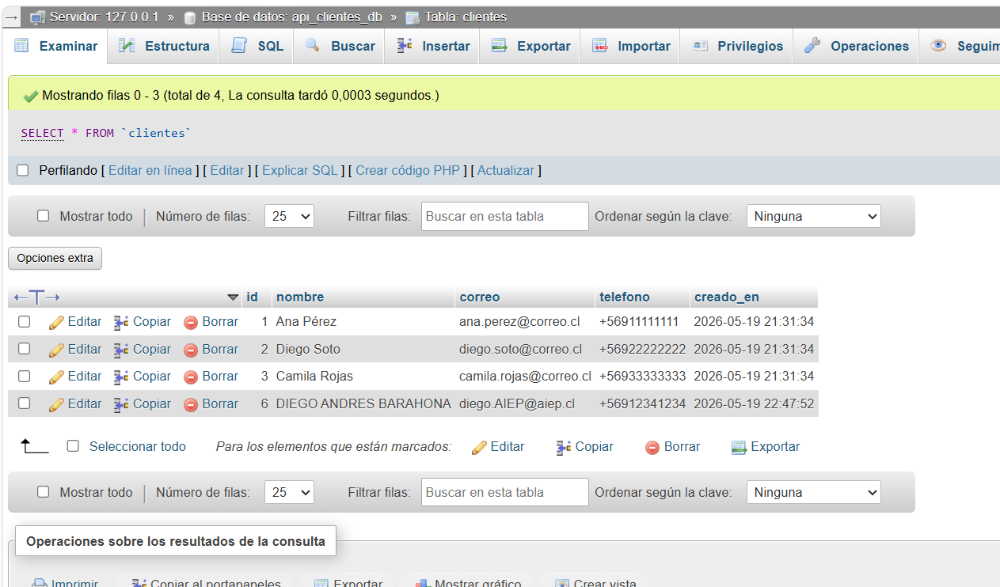 Servidor: 127.0.0.1 » Base de datos: api_clientes_db » Tabla: clientes
Examinar Estructura SQL Buscar Insertar Exportar Importar Privilegios Operaciones Seguim
Mostrando filas 0 - 3 (total de 4, La consulta tardó 0,0003 segundos.)
SELECT * FROM `clientes`
Perfilando [ Editar en línea ] [ Editar ] [ Explicar SQL ] [ Crear código PHP ] [ Actualizar ]
Mostrar todo | Número de filas: 25 Filtrar filas: Buscar en esta tabla Ordenar según la clave: Ninguna
Opciones extra
←T→ id nombre correo telefono creado_en
Editar Copiar Borrar 1 Ana Pérez ana.perez@correo.cl +56911111111 2026-05-19 21:31:34
Editar Copiar Borrar 2 Diego Soto diego.soto@correo.cl +56922222222 2026-05-19 21:31:34
Editar Copiar Borrar 3 Camila Rojas camila.rojas@correo.cl +56933333333 2026-05-19 21:31:34
Editar Copiar Borrar 6 DIEGO ANDRES BARAHONA diego.AIEP@aiep.cl +56912341234 2026-05-19 22:47:52
Seleccionar todo Para los elementos que están marcados: Editar Copiar Borrar Exportar
Mostrar todo | Número de filas: 25 Filtrar filas: Buscar en esta tabla Ordenar según la clave: Ninguna
Operaciones sobre los resultados de la consulta
Imprimir Copiar al portapapeles Exportar Mostrar gráfico Crear vista